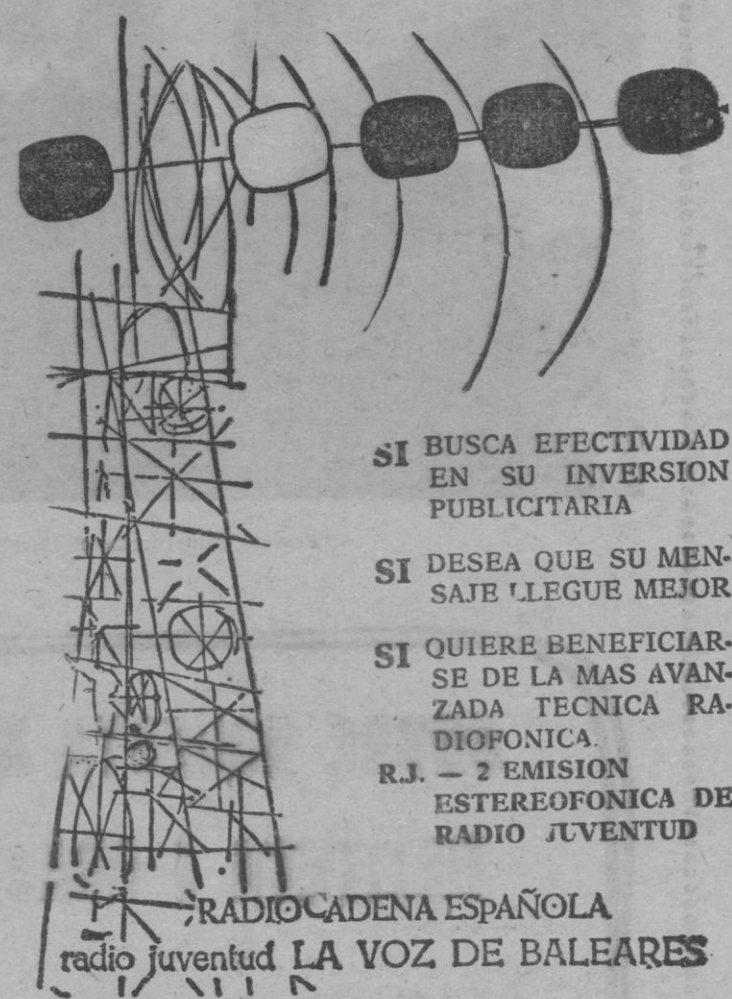 SI BUSCA EFECTIVIDAD
EN SU INVERSION
PUBLICITARIA
SI DESEA QUE SU MEN-
SAJE LLEGUE MEJOR
SI QUIERE BENEFICIAR-
SE DE LA MAS AVAN-
ZADA TECNICA RA-
DIOFONICA.
R.J. — 2 EMISION
ESTEREOFONICA DE
RADIO JUVENTUD
RADIOCADENA ESPAÑOLA
radio juventud LA VOZ DE BALEARES